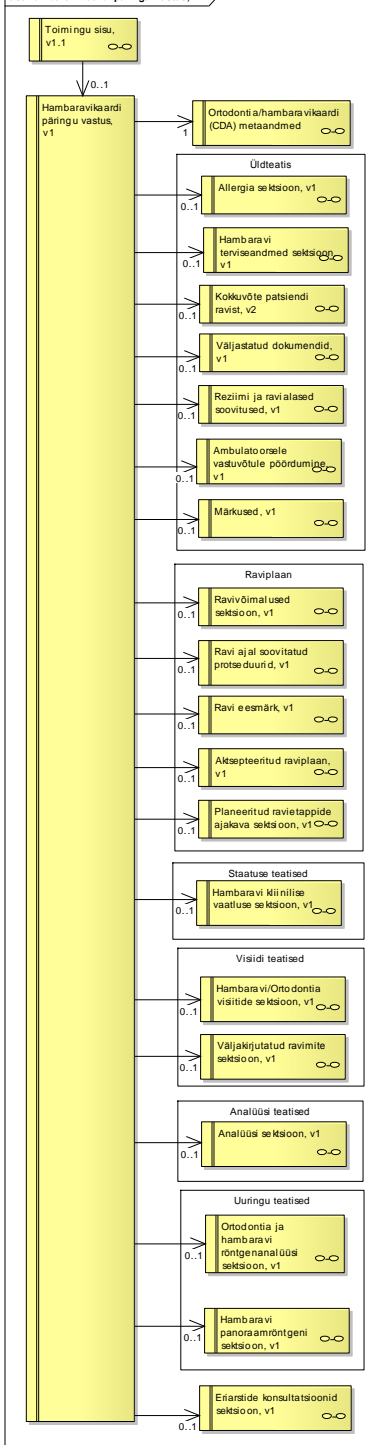 Toimingu sisu,
v1.1
0..1
Hambaravikaardi
päringu vastus,
v1
Ortodontia/hambaravikaardi
(CDA) metaandmed
1
Üldteatis
Allergia sektsioon, v1
0..1
Hambaravi
terviseandmed sektsioon,
v1
0..1
Kokkuvõte patsiendi
ravist, v2
0..1
Väljastatud dokumendid,
v1
0..1
Reziimi ja ravialased
soovitused, v1
0..1
Ambulatoorsele
vastuvõtule pöördumine,
v1
0..1
Märkused, v1
0..1
Raviplaan
Ravivõimalused
sektsioon, v1
0..1
Ravi ajal soovitatud
protseduurid, v1
0..1
Ravi eesmärk, v1
0..1
Aktsepteeritud raviplaan,
v1
0..1
Planeeritud ravietappide
ajakava sektsioon, v1
0..1
Staatuse teatised
Hambaravi kliinilise
vaatluse sektsioon, v1
0..1
Visiidi teatised
Hambaravi/Ortodontia
visiitide sektsioon, v1
0..1
Väljakirjutatud ravimite
sektsioon, v1
0..1
Analüüsi teatised
Analüüsi sektsioon, v1
0..1
Uuringu teatised
Ortodontia ja
hambaravi
röntgenanalüüsi
sektsioon, v1
0..1
Hambaravi
panoraamröntgeni
sektsioon, v1
0..1
Eriarstide konsultatsioonid
sektsioon, v1
0..1